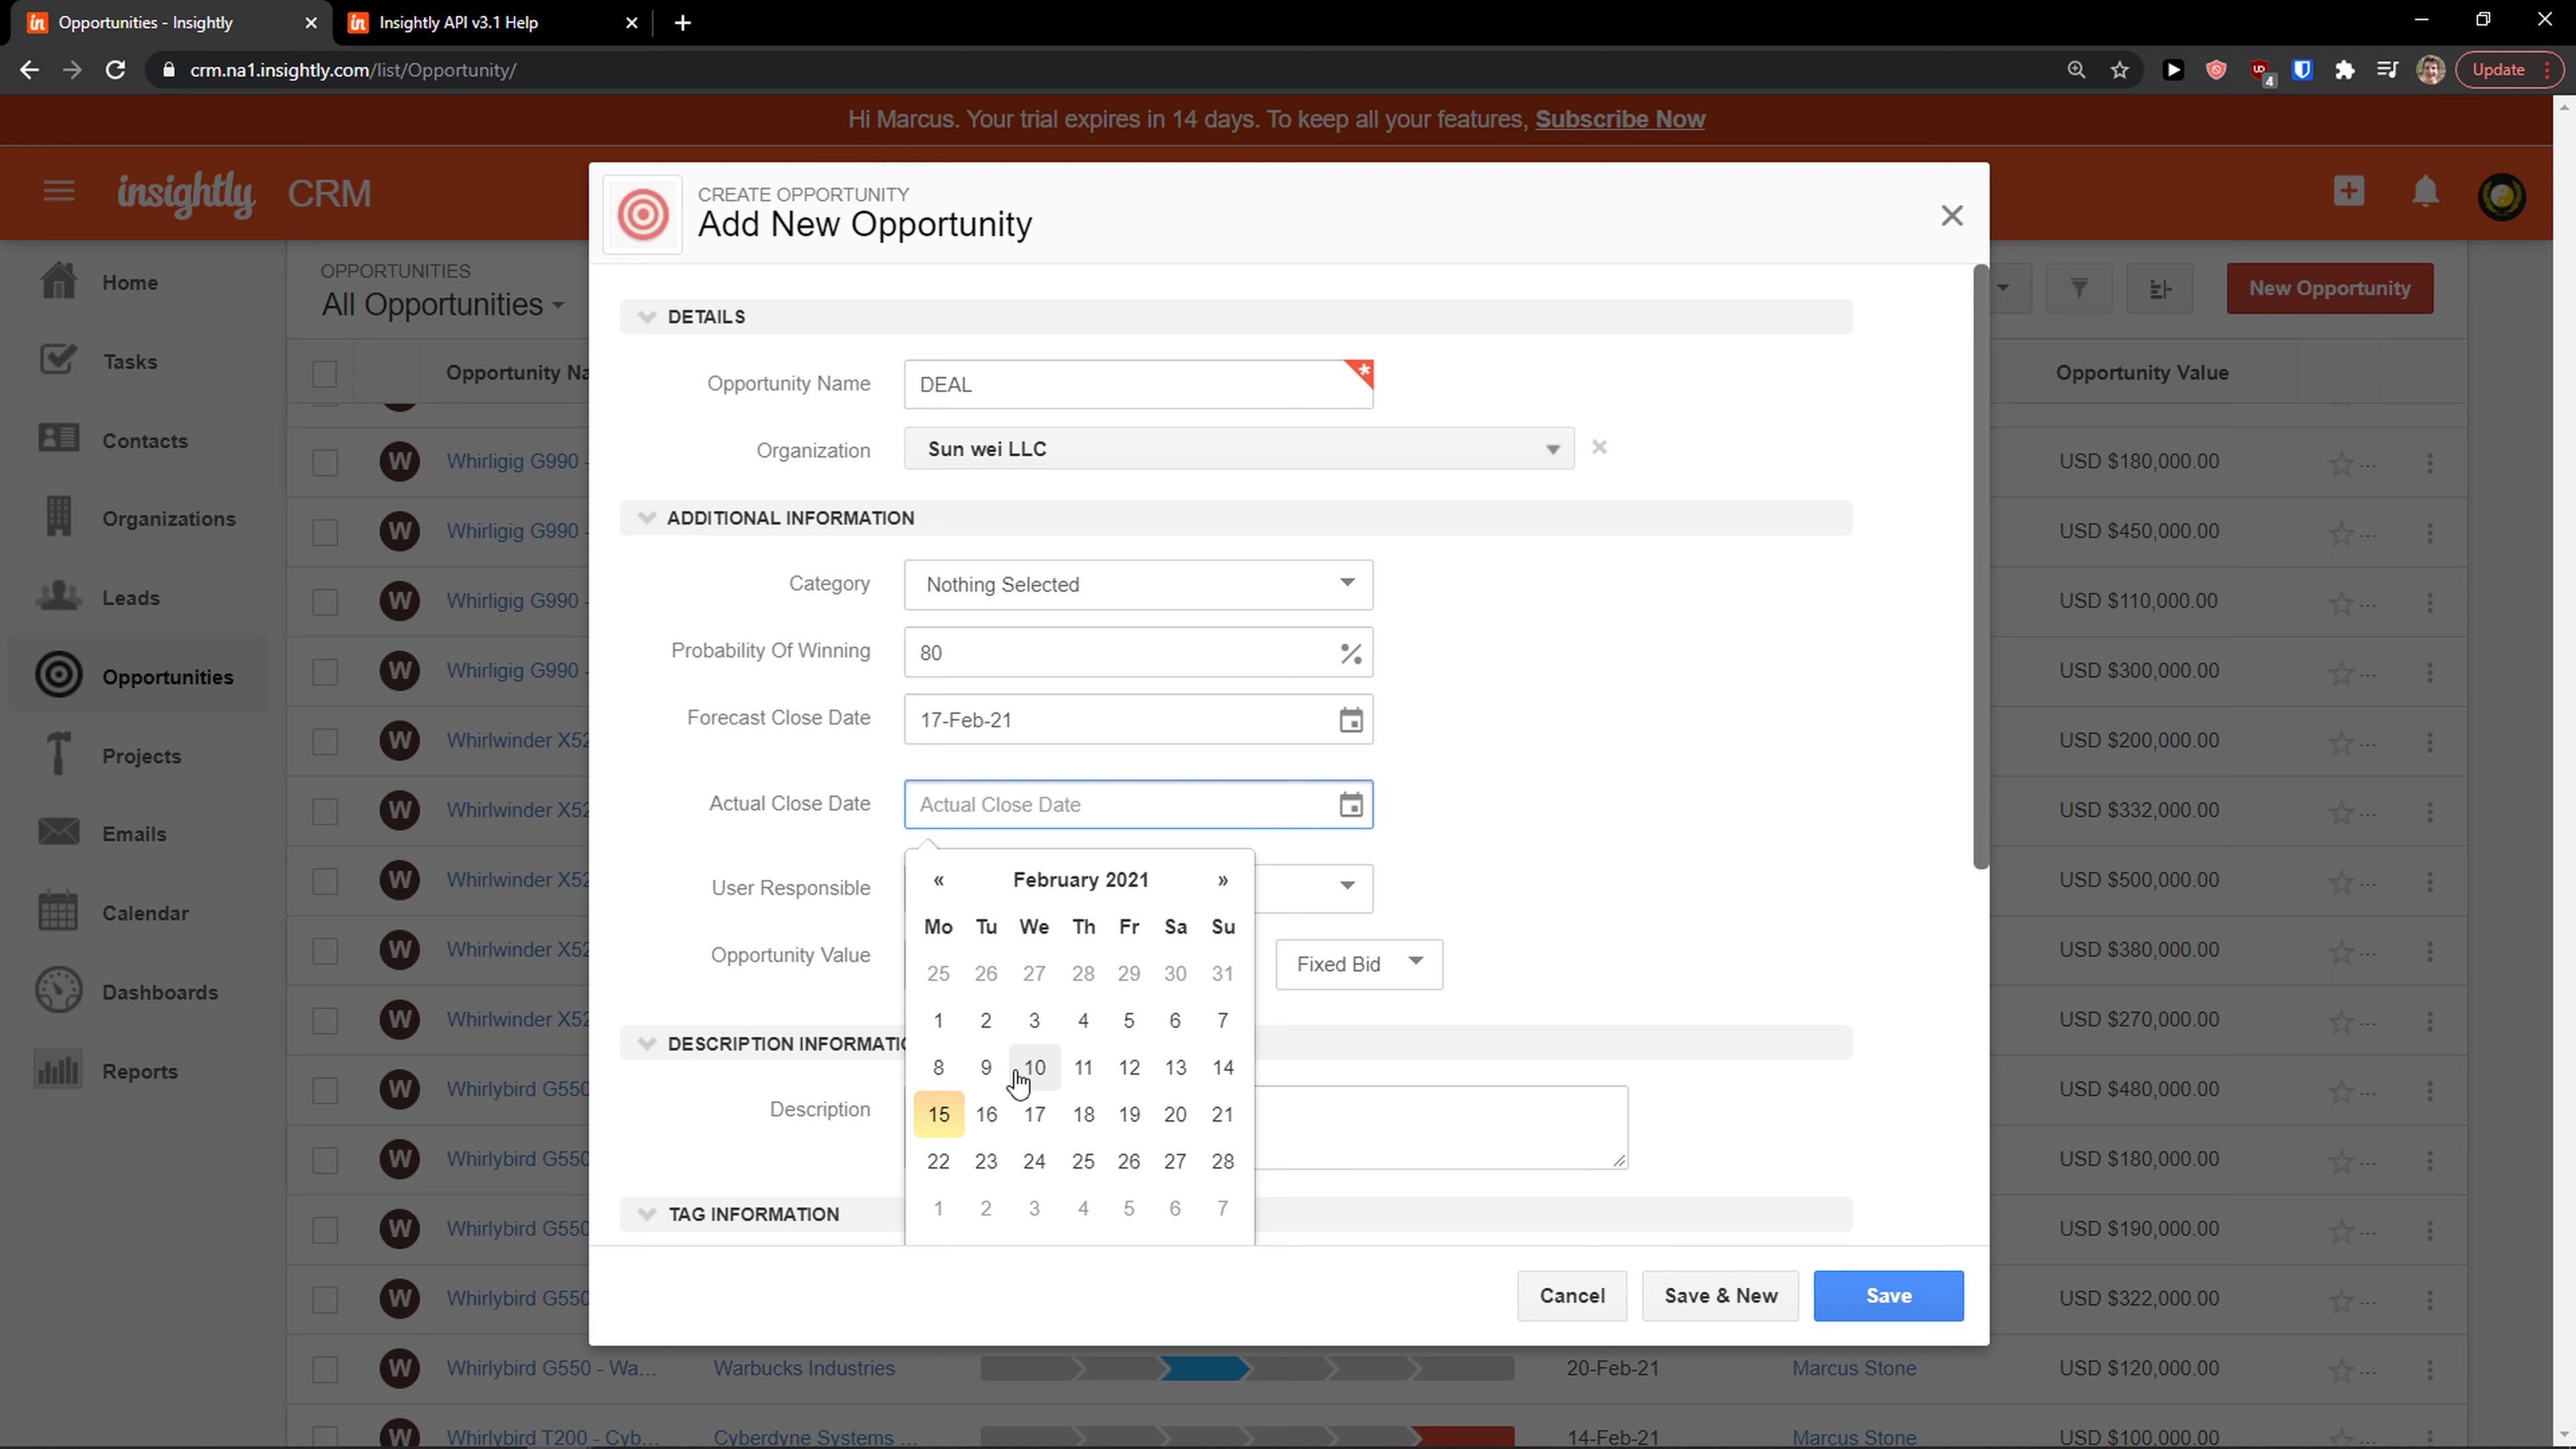 Opportunities - Insightly
Insightly API v3.1 Help
crm.na1.insightly.com/list/Opportunity/
4
Update
Hi Marcus. Your trial expires in 14 days. To keep all your features, Subscribe Now
insightly CRM
CREATE OPPORTUNITY
Add New Opportunity
Home
Tasks
Contacts
Organizations
Leads
Opportunities
Projects
Emails
Calendar
Dashboards
Reports
OPPORTUNITIES
All Opportunities
New Opportunity
Opportunity Na
Opportunity Value
W Whirligig G990 - USD $180,000.00
W Whirligig G990 - USD $450,000.00
W Whirligig G990 - USD $110,000.00
W Whirligig G990 - USD $300,000.00
W Whirlwinder X52 USD $200,000.00
W Whirlwinder X52 USD $332,000.00
W Whirlwinder X52 USD $500,000.00
W Whirlwinder X52 USD $380,000.00
W Whirlwinder X52 USD $270,000.00
W Whirlybird G550 USD $480,000.00
W Whirlybird G550 USD $180,000.00
W Whirlybird G550 USD $190,000.00
W Whirlybird G550 USD $322,000.00
W Whirlybird G550 - Wa... Warbucks Industries 20-Feb-21 Marcus Stone USD $120,000.00
W Whirlybird T200 - Cyb... Cyberdyne Systems ... 14-Feb-21 Marcus Stone USD $100,000.00
DETAILS
Opportunity Name DEAL *
Organization Sun wei LLC
ADDITIONAL INFORMATION
Category Nothing Selected
Probability Of Winning 80 %
Forecast Close Date 17-Feb-21
Actual Close Date Actual Close Date
User Responsible
Opportunity Value Fixed Bid
« February 2021 »
Mo Tu We Th Fr Sa Su
25 26 27 28 29 30 31
1 2 3 4 5 6 7
8 9 10 11 12 13 14
15 16 17 18 19 20 21
22 23 24 25 26 27 28
1 2 3 4 5 6 7
DESCRIPTION INFORMATIO
Description
TAG INFORMATION
Cancel
Save & New
Save